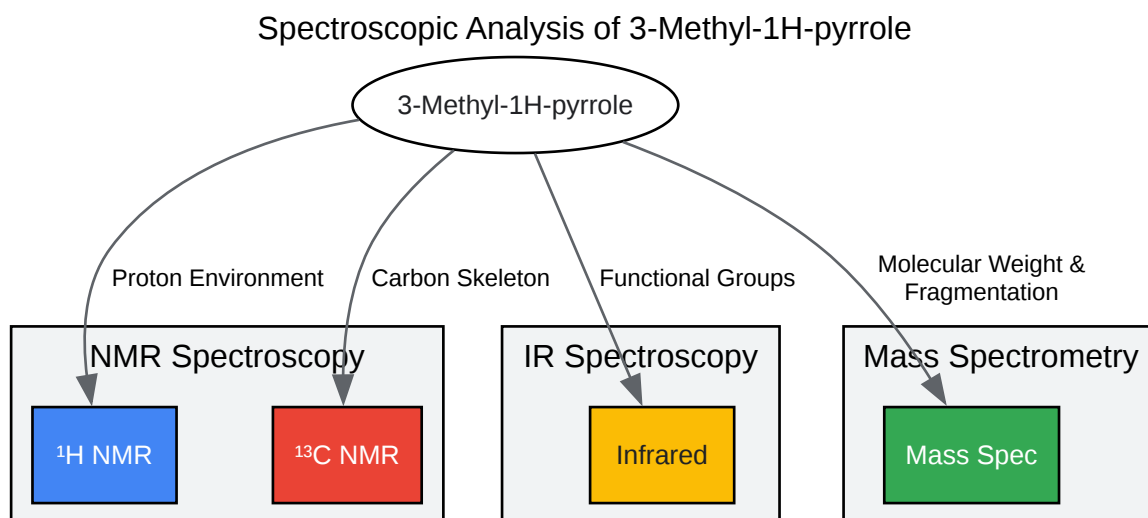 Spectroscopic Analysis of 3-Methyl-1H-pyrrole
3-Methyl-1H-pyrrole
Proton Environment
Carbon Skeleton
Functional Groups
Molecular Weight &
Fragmentation
NMR Spectroscopy
IR Spectroscopy
Mass Spectrometry
¹H NMR
¹³C NMR
Infrared
Mass Spec